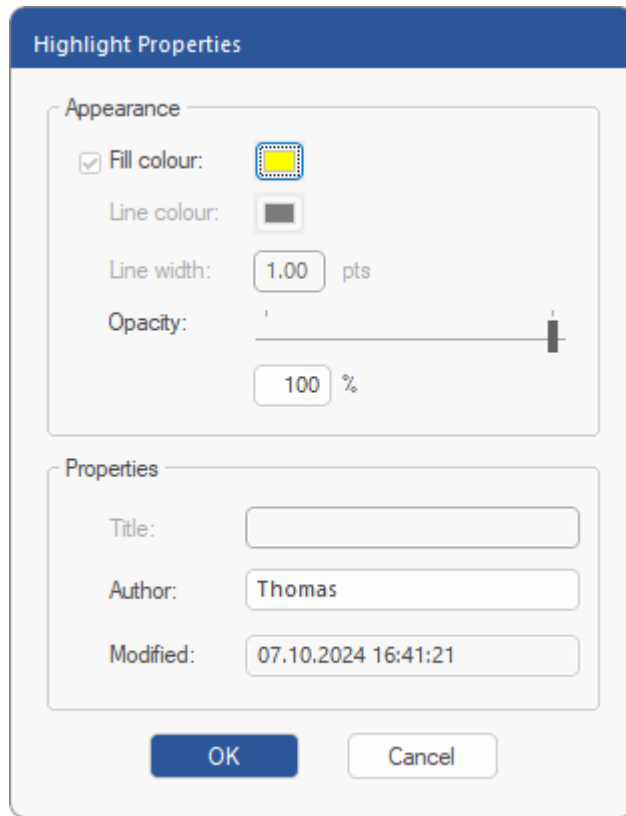 Highlight Properties
Appearance
Fill colour:
Line colour:
Line width: 1.00 pts
Opacity:
100 %
Properties
Title:
Author: Thomas
Modified: 07.10.2024 16:41:21
OK Cancel